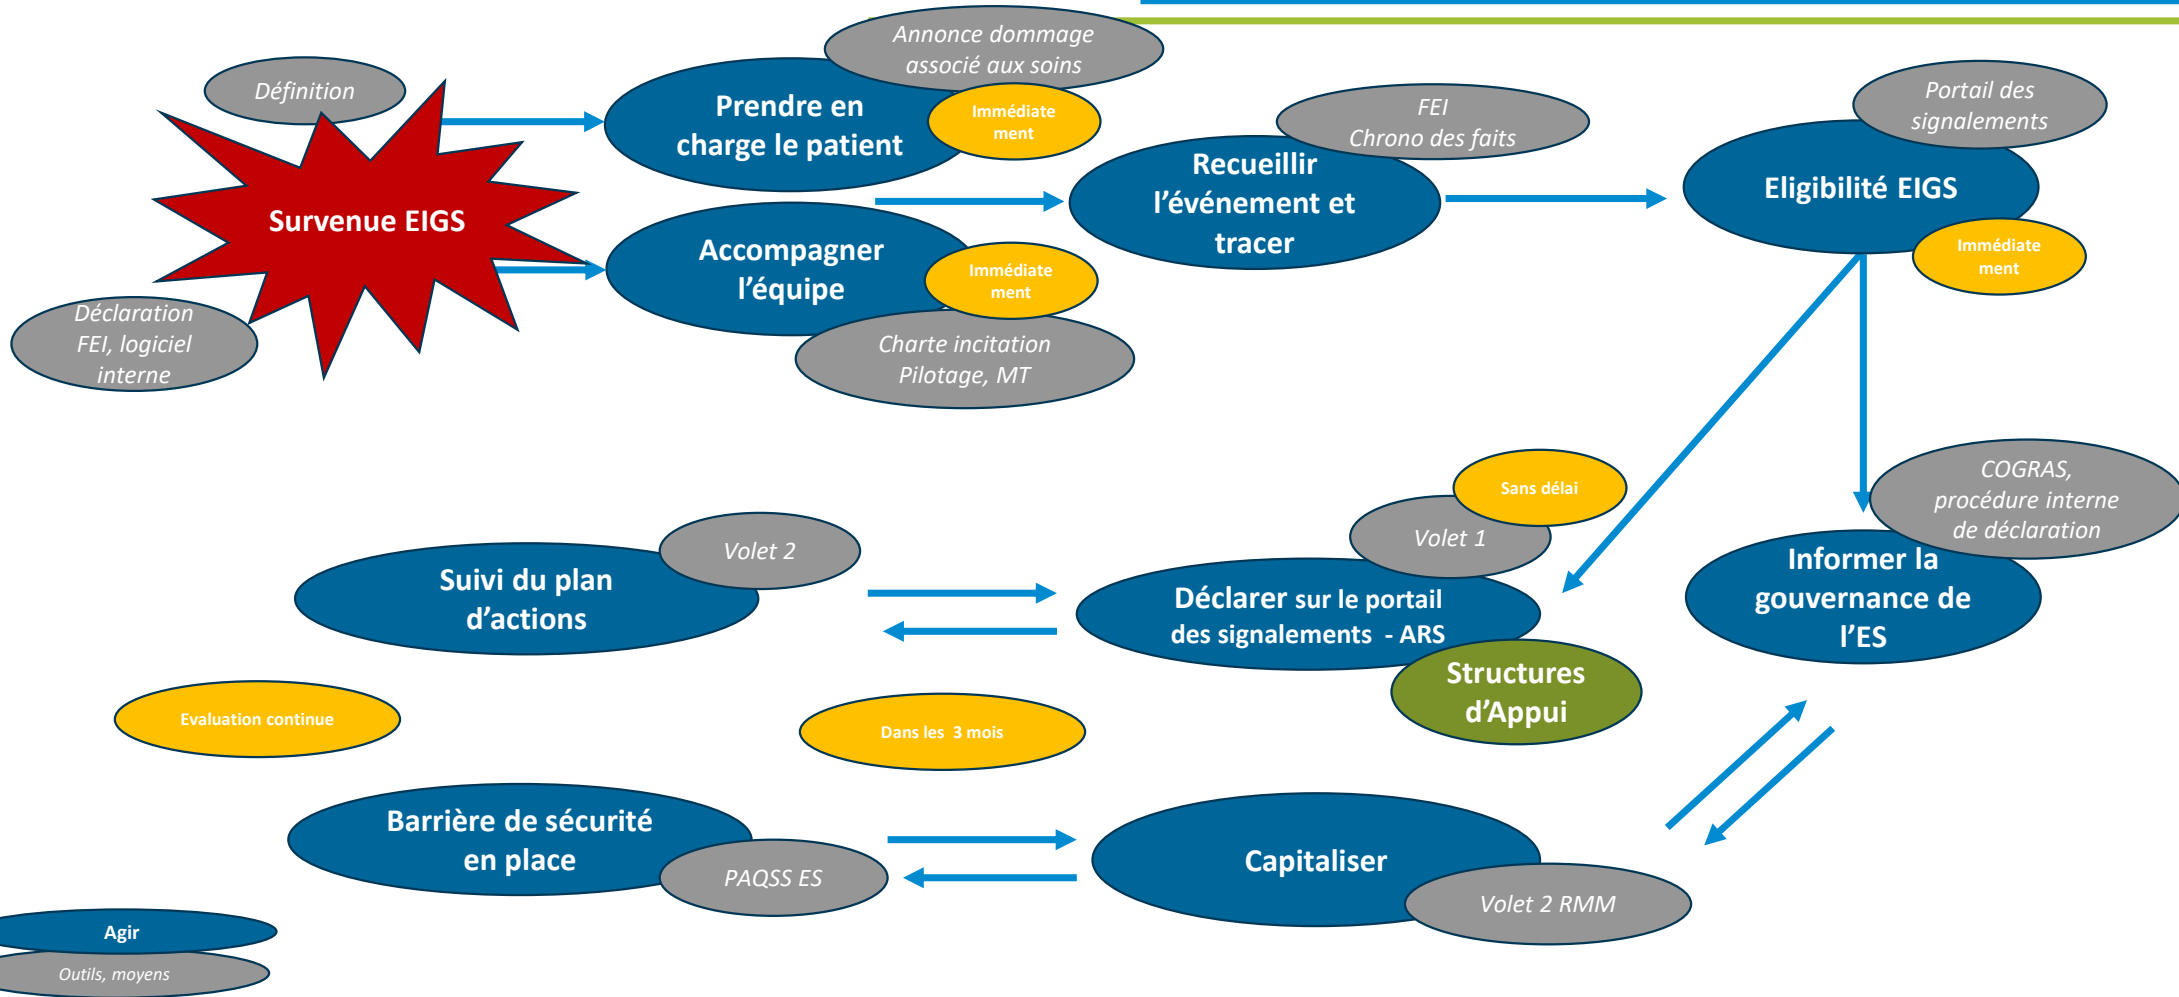 Annonce dommage
associé aux soins
Définition
Prendre en
charge le patient
Immédiate
ment
FEI
Chrono des faits
Portail des
signalements
Survenue EIGS
Recueillir
l’événement et
tracer
Eligibilité EIGS
Accompagner
l’équipe
Immédiate
ment
Immédiate
ment
Déclaration
FEI, logiciel
interne
Charte incitation
Pilotage, MT
COGRAS,
procédure interne
de déclaration
Sans délai
Volet 1
Volet 2
Suivi du plan
d’actions
Déclarer sur le portail
des signalements - ARS
Informer la
gouvernance de
l’ES
Structures
d’Appui
Evaluation continue
Dans les 3 mois
Barrière de sécurité
en place
PAQSS ES
Capitaliser
Volet 2 RMM
Agir
Outils, moyens